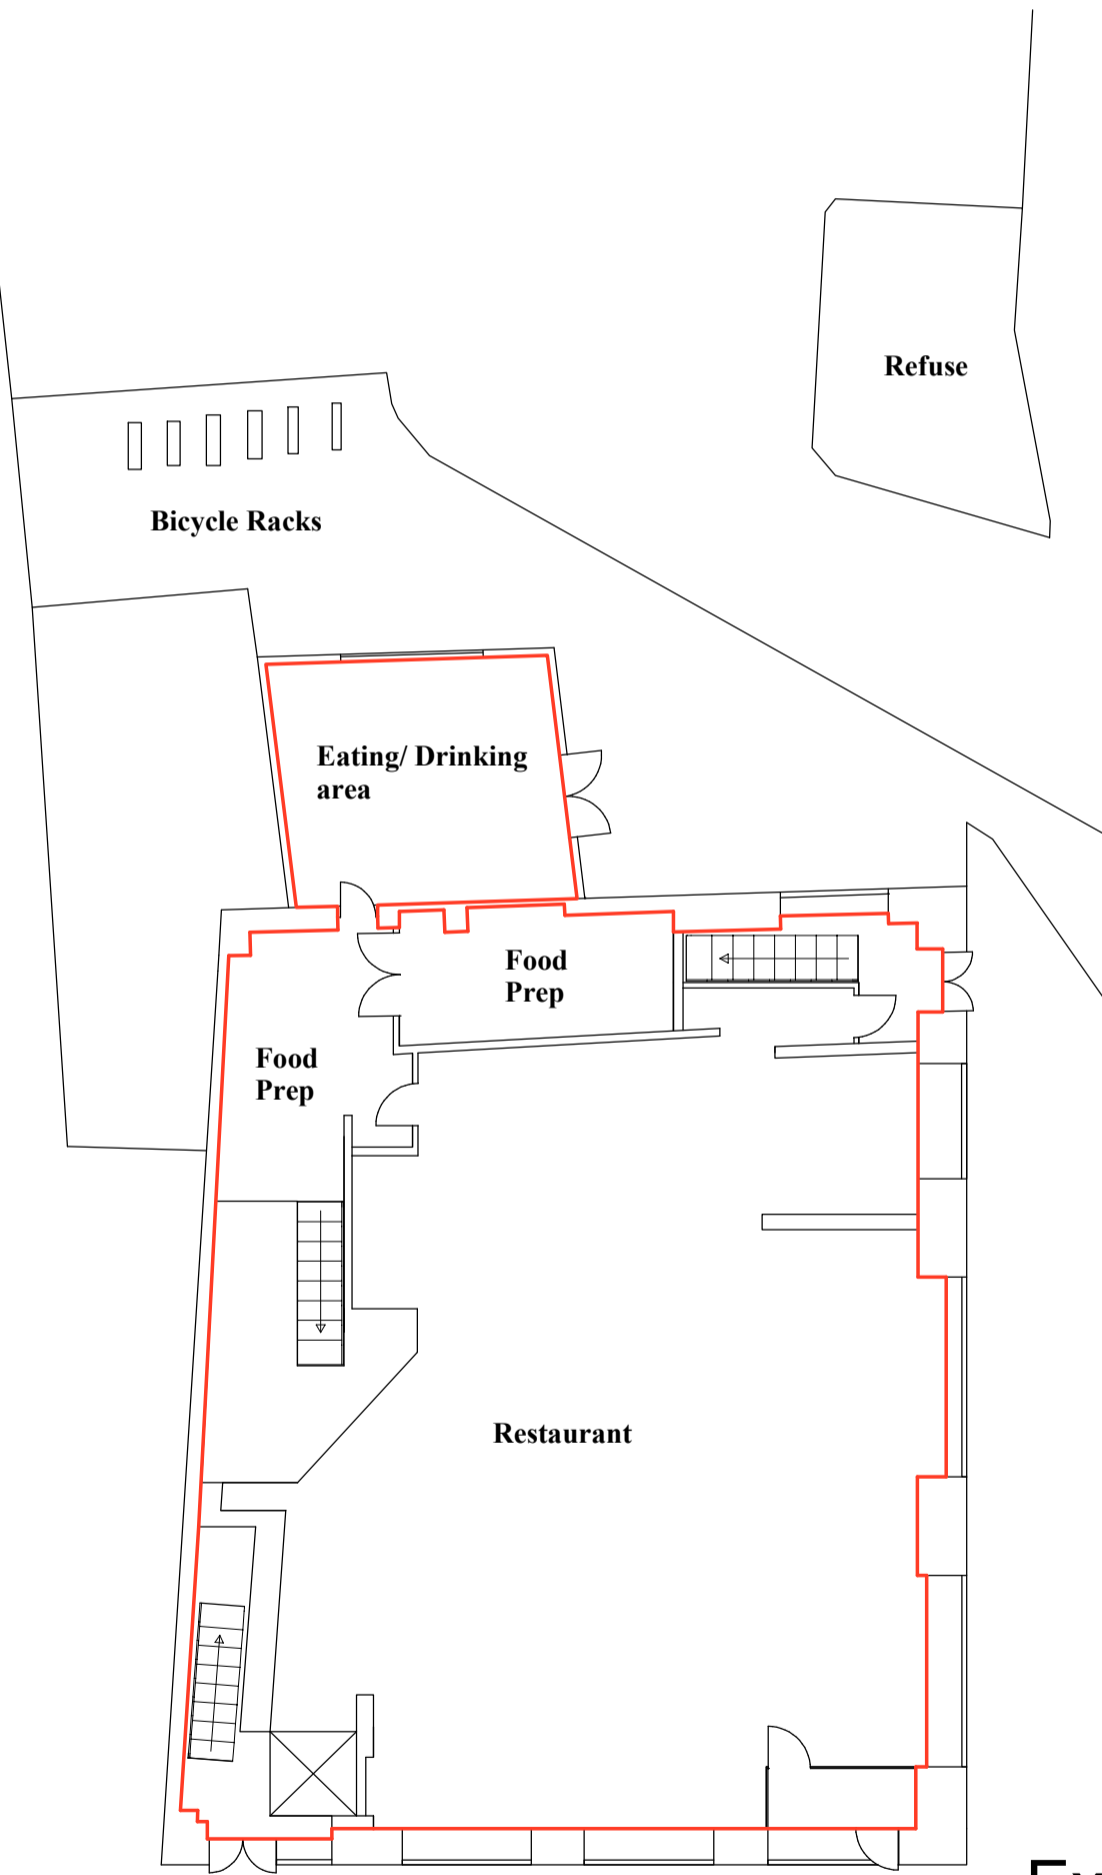 Refuse
Bicycle Racks
Eating/ Drinking
area
Food
Prep
Food
Prep
Restaurant